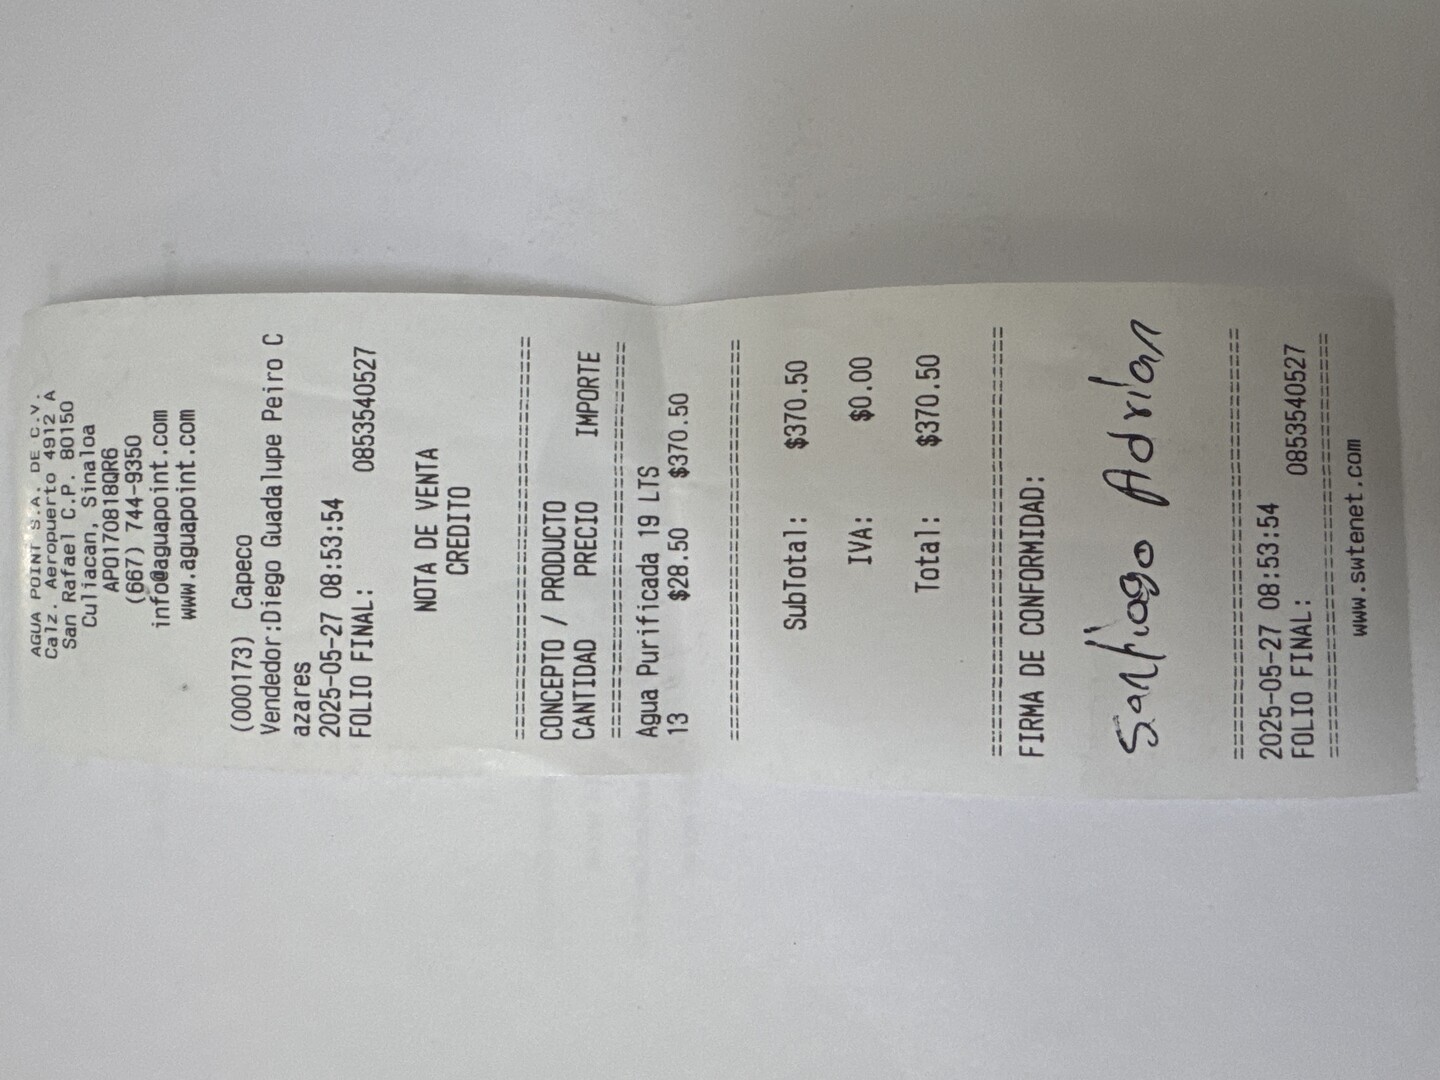 AGUA POINT S.A. DE C.V.
Calz. Aeropuerto 4912 A
San Rafael C.P. 80150
Culiacan, Sinaloa
APO170818QR6
(667) 744-9350
info@aguapoint.com
www.aguapoint.com
(000173) Capeco
Vendedor:Diego Guadalupe Peiro C
azares
2025-05-27 08:53:54
FOLIO FINAL: 0853540527
NOTA DE VENTA
CREDITO
================================
CONCEPTO / PRODUCTO
CANTIDAD PRECIO IMPORTE
================================
Agua Purificada 19 LTS
13 $28.50 $370.50
================================
SubTotal: $370.50
IVA: $0.00
Total: $370.50
================================
FIRMA DE CONFORMIDAD:
Santiago Adrian
================================
2025-05-27 08:53:54
FOLIO FINAL: 0853540527
================================
www.swtenet.com